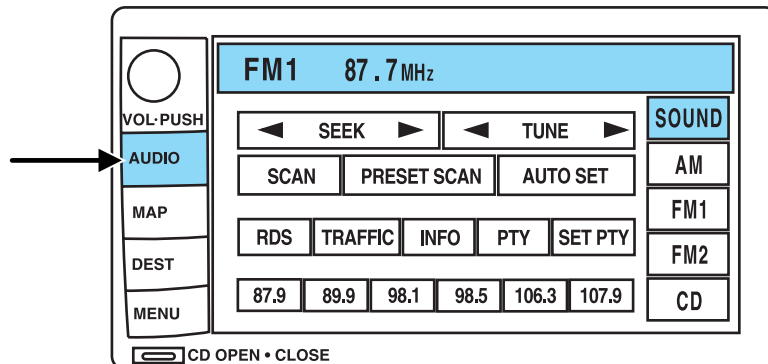 FM1 87.7 MHz
VOL·PUSH
AUDIO
MAP
DEST
MENU
SEEK TUNE
SCAN PRESET SCAN AUTO SET
RDS TRAFFIC INFO PTY SET PTY
87.9 89.9 98.1 98.5 106.3 107.9
SOUND
AM
FM1
FM2
CD
CD OPEN • CLOSE